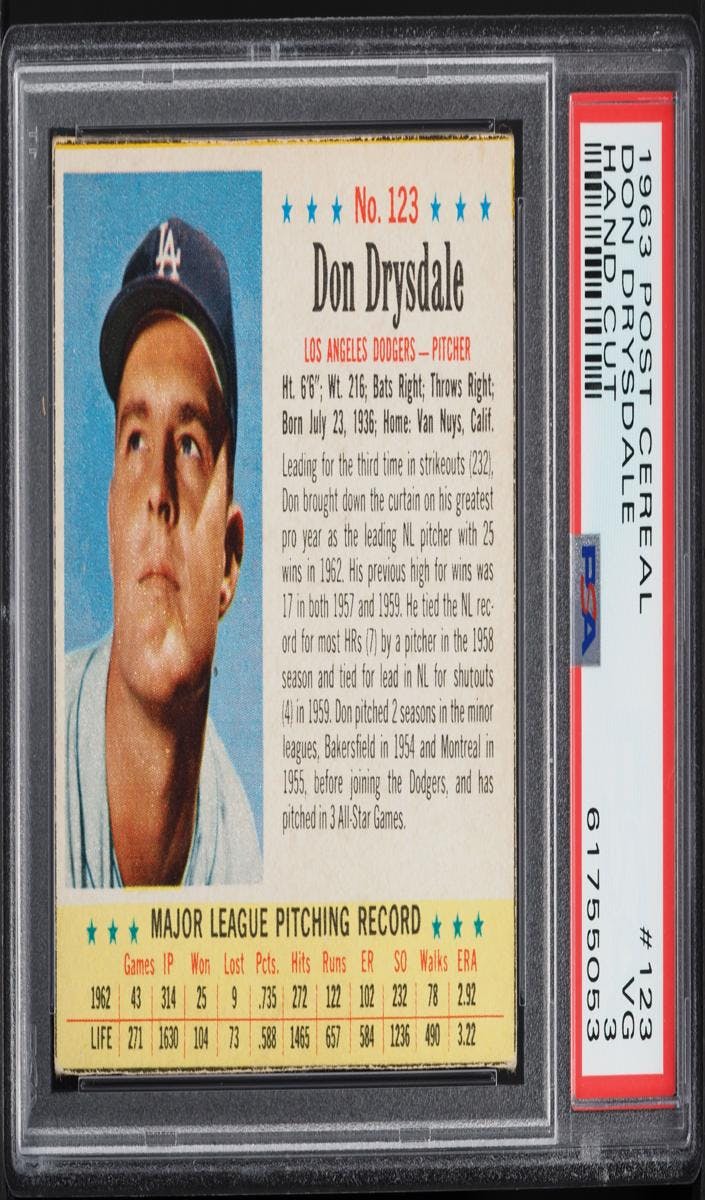 1963 POST CEREAL
DON DRYSDALE
HAND CUT
#123
VG
3
61755053
PSA
LA
No. 123
Don Drysdale
LOS ANGELES DODGERS — PITCHER
Ht. 6'6"; Wt. 216; Bats Right; Throws Right;
Born July 23, 1936; Home: Van Nuys, Calif.
Leading for the third time in strikeouts (232),
Don brought down the curtain on his greatest
pro year as the leading NL pitcher with 25
wins in 1962. His previous high for wins was
17 in both 1957 and 1959. He tied the NL rec-
ord for most HRs (7) by a pitcher in the 1958
season and tied for lead in NL for shutouts
(4) in 1959. Don pitched 2 seasons in the minor
leagues, Bakersfield in 1954 and Montreal in
1955, before joining the Dodgers, and has
pitched in 3 All-Star Games.
MAJOR LEAGUE PITCHING RECORD
Games IP Won Lost Pcts. Hits Runs ER SO Walks ERA
1962 43 314 25 9 .735 272 122 102 232 78 2.92
LIFE 271 1630 104 73 .588 1465 657 584 1236 490 3.22